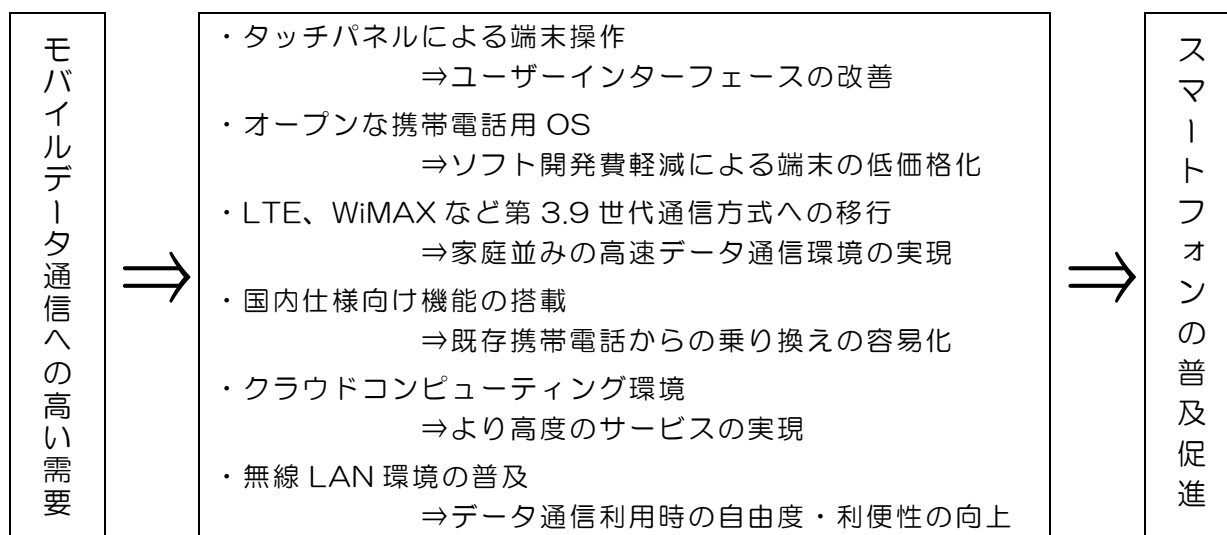 モバイルデータ通信への高い需要
⇒
・タッチパネルによる端末操作
⇒ユーザーインターフェースの改善
・オープンな携帯電話用 OS
⇒ソフト開発費軽減による端末の低価格化
・LTE、WiMAX など第 3.9 世代通信方式への移行
⇒家庭並みの高速データ通信環境の実現
・国内仕様向け機能の搭載
⇒既存携帯電話からの乗り換えの容易化
・クラウドコンピューティング環境
⇒より高度のサービスの実現
・無線 LAN 環境の普及
⇒データ通信利用時の自由度・利便性の向上
⇒
スマートフォンの普及促進